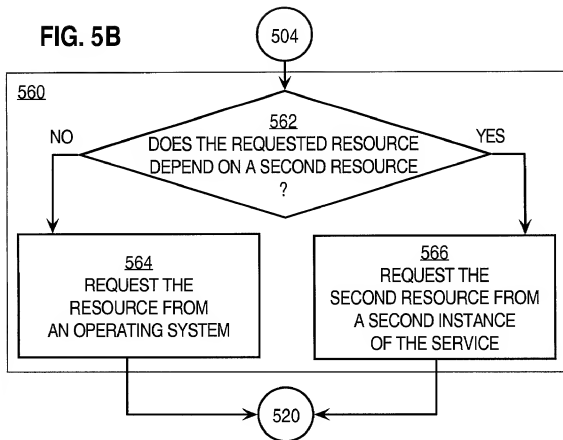 FIG. 5B
504
560
562
NO
YES
DOES THE REQUESTED RESOURCE
DEPEND ON A SECOND RESOURCE
?
564
REQUEST THE
RESOURCE FROM
AN OPERATING SYSTEM
566
REQUEST THE
SECOND RESOURCE FROM
A SECOND INSTANCE
OF THE SERVICE
520